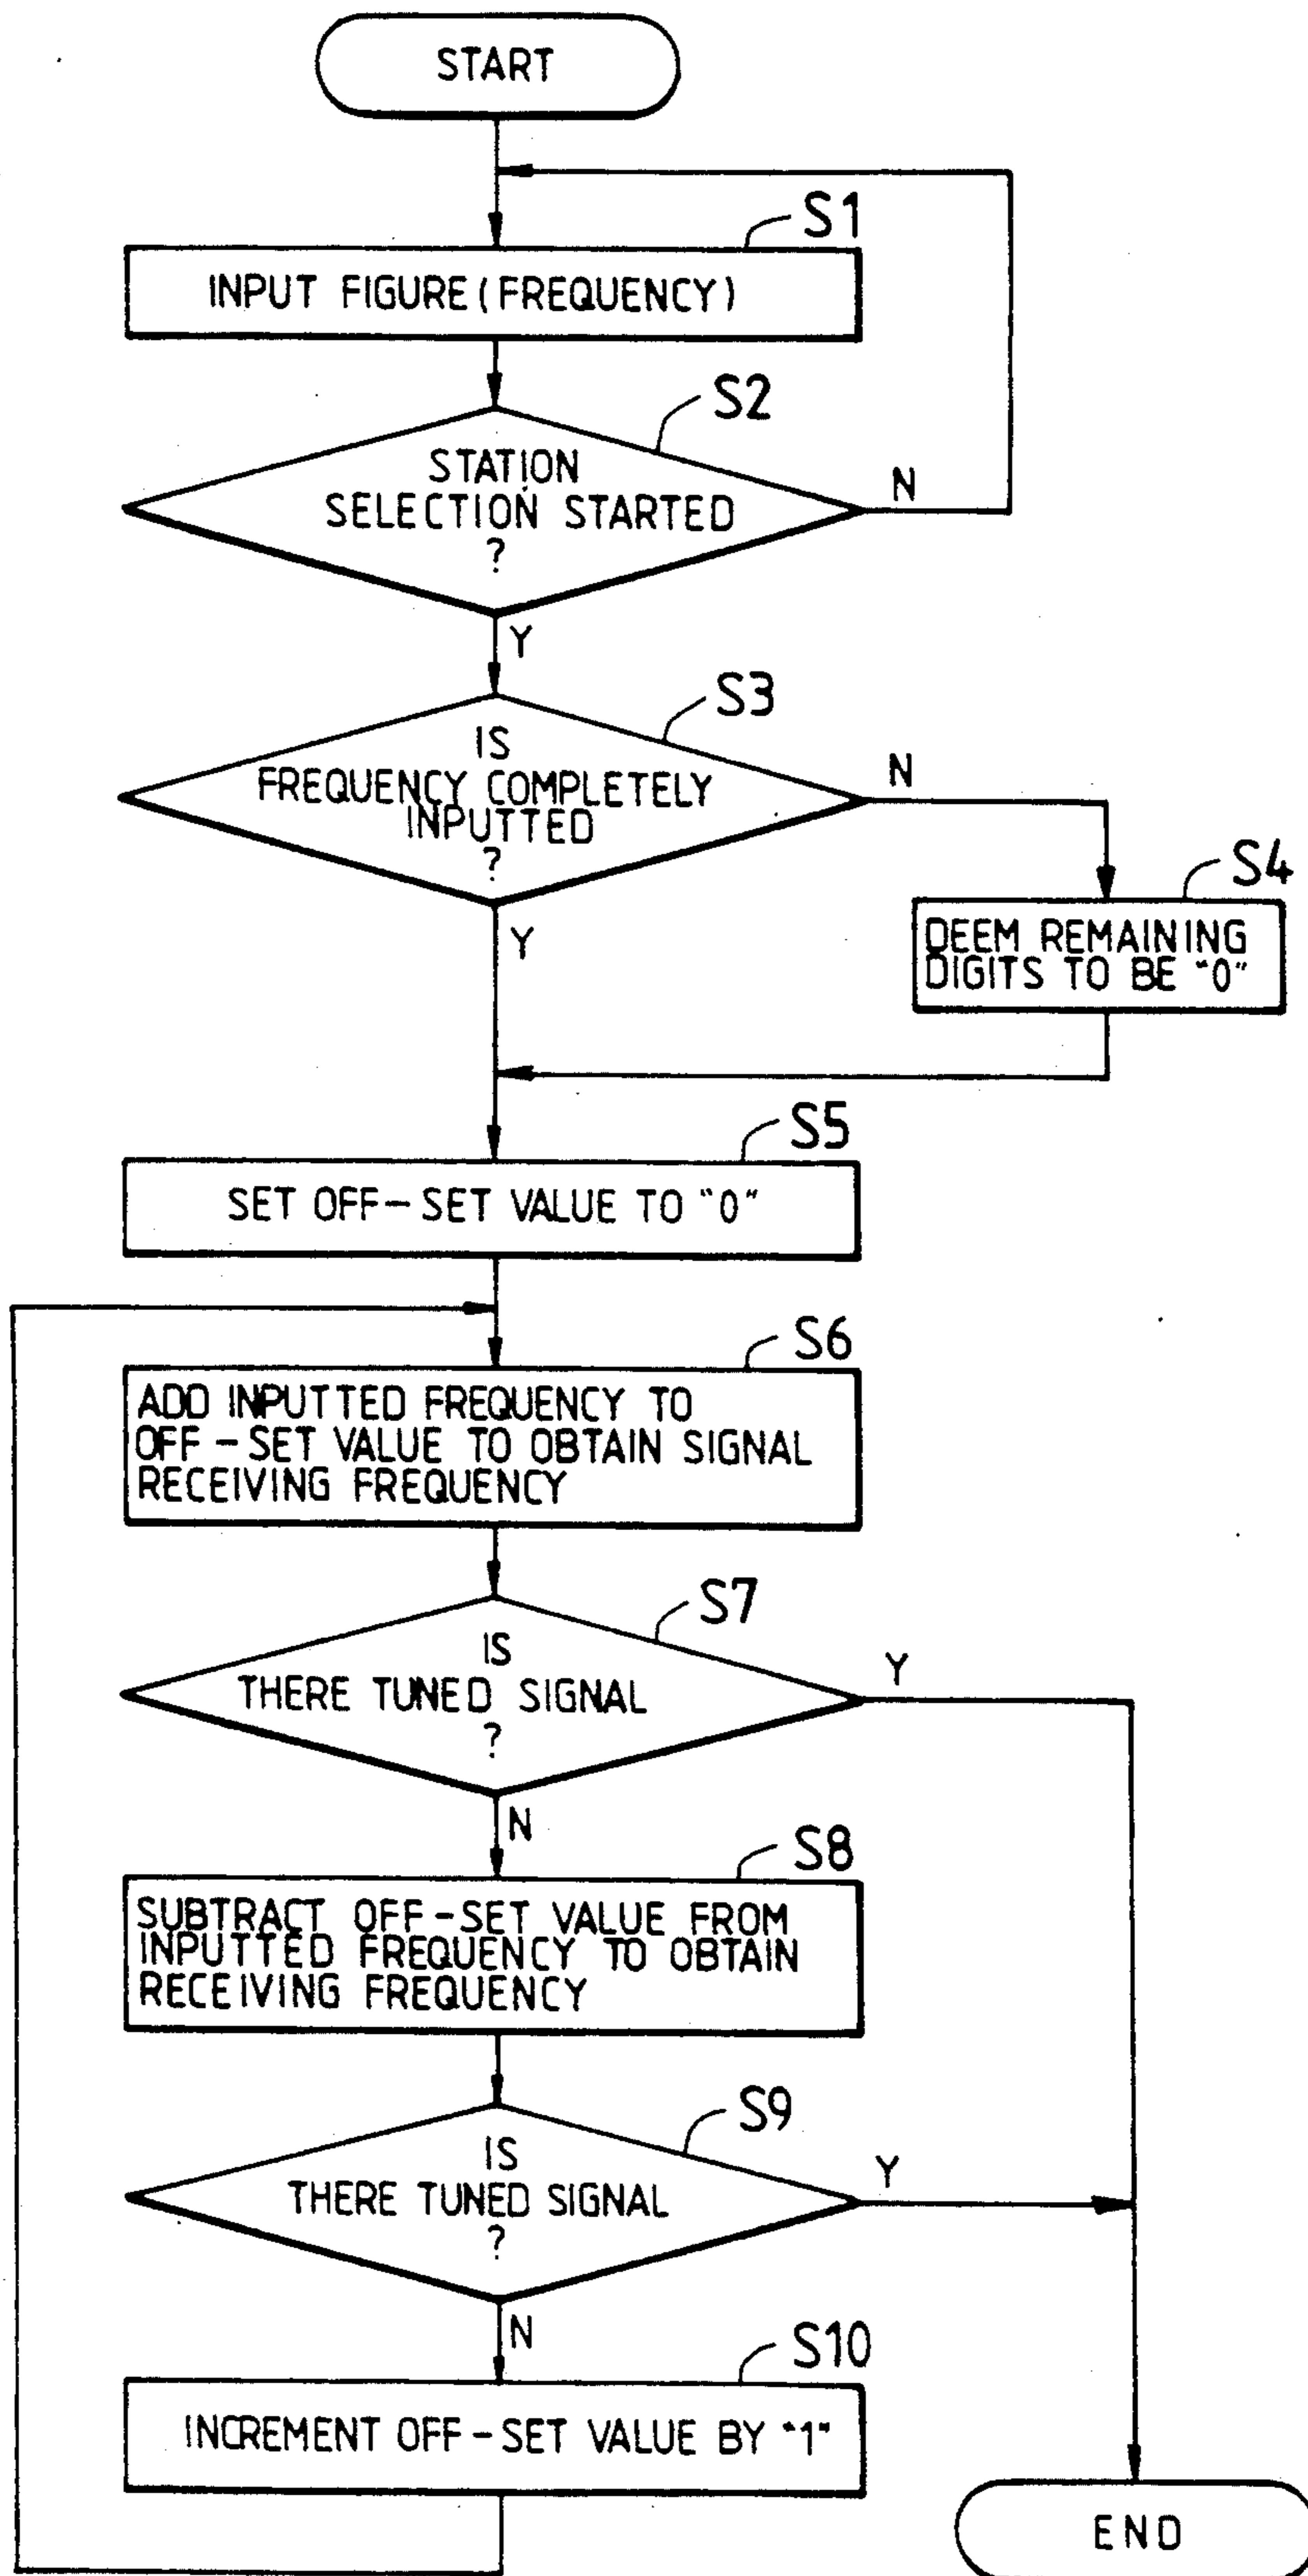 START
S1
INPUT FIGURE (FREQUENCY)
S2
STATION
SELECTION STARTED
?
N
Y
S3
IS
FREQUENCY COMPLETELY
INPUTTED
?
N
Y
S4
DEEM REMAINING
DIGITS TO BE "0"
S5
SET OFF-SET VALUE TO "0"
S6
ADD INPUTTED FREQUENCY TO
OFF-SET VALUE TO OBTAIN SIGNAL
RECEIVING FREQUENCY
S7
IS
THERE TUNED SIGNAL
?
Y
N
S8
SUBTRACT OFF-SET VALUE FROM
INPUTTED FREQUENCY TO OBTAIN
RECEIVING FREQUENCY
S9
IS
THERE TUNED SIGNAL
?
Y
N
S10
INCREMENT OFF-SET VALUE BY "1"
END